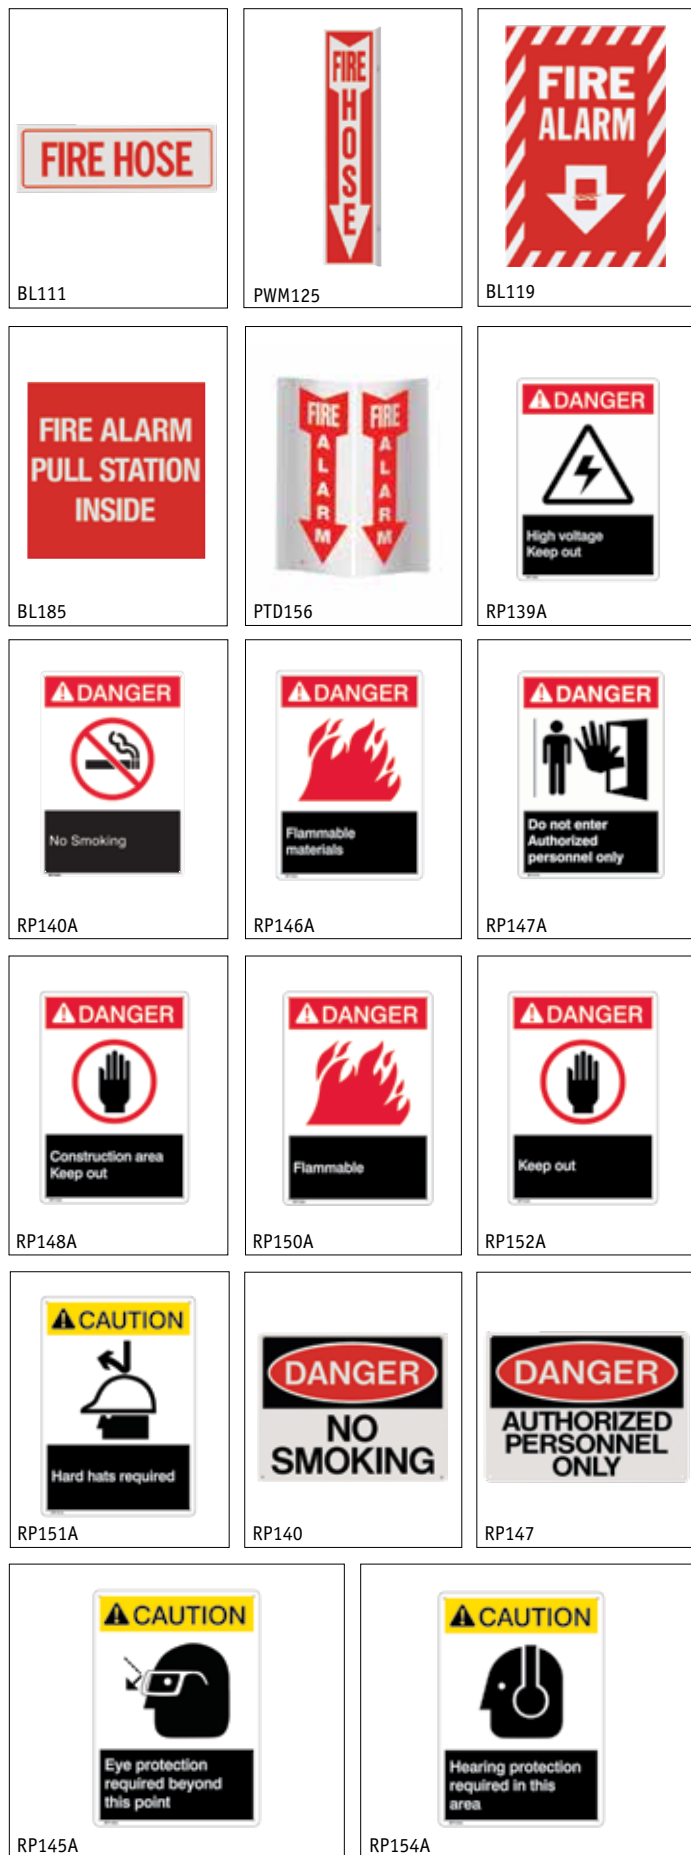 FIRE HOSE
BL111
FIRE
HOSE
PWM125
FIRE
ALARM
BL119
FIRE ALARM
PULL STATION
INSIDE
BL185
FIRE
ALARM
FIRE
ALARM
PTD156
DANGER
High voltage
Keep out
RP139A
DANGER
No Smoking
RP140A
DANGER
Flammable
materials
RP146A
DANGER
Do not enter
Authorized
personnel only
RP147A
DANGER
Construction area
Keep out
RP148A
DANGER
Flammable
RP150A
DANGER
Keep out
RP152A
CAUTION
Hard hats required
RP151A
DANGER
NO
SMOKING
RP140
DANGER
AUTHORIZED
PERSONNEL
ONLY
RP147
CAUTION
Eye protection
required beyond
this point
RP145A
CAUTION
Hearing protection
required in this
area
RP154A